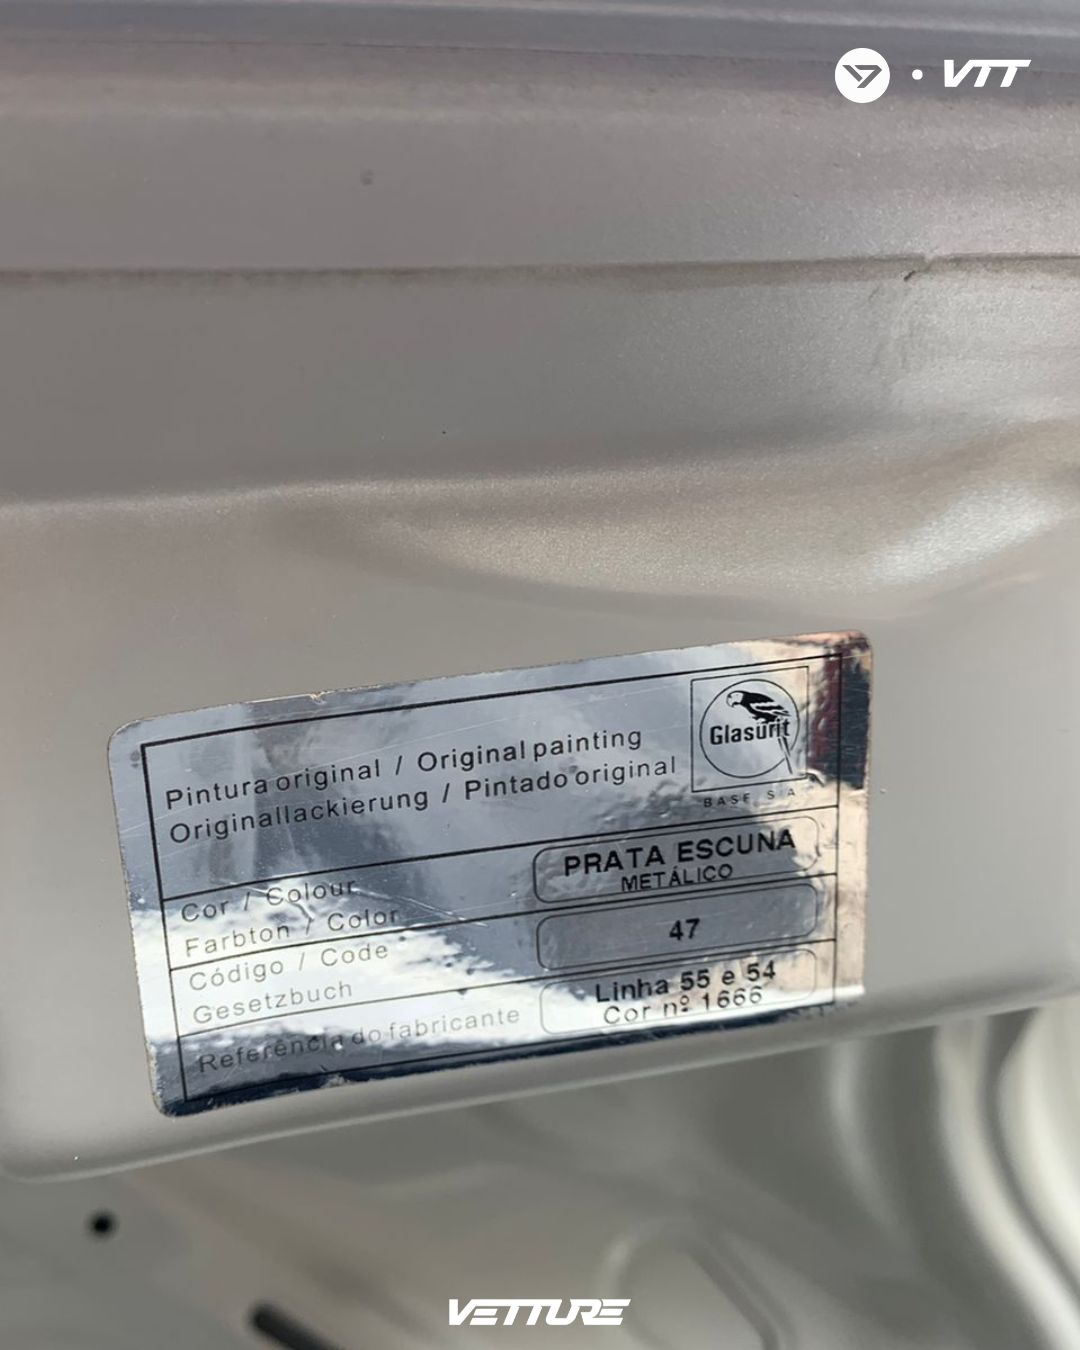 VTT
Pintura original / Original painting
Originallackierung / Pintado original
Glasurit
BASF S/A
Cor / Colour
Farbton / Color
PRATA ESCUNA
METÁLICO
Código / Code
Gesetzbuch
47
Referência do fabricante
Linha 55 e 54
Cor nº 1666
VETTURE